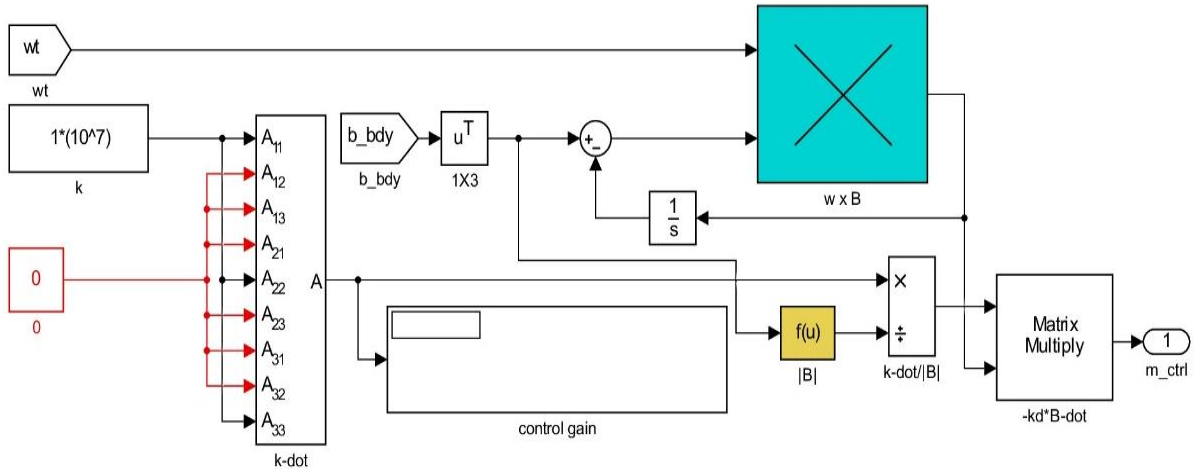 wt
wt
1*(10^7)
k
0
0
A11
A12
A13
A21
A22
A23
A31
A32
A33
A
k-dot
b_bdy
b_bdy
uT
1X3
+
-
w x B
1
s
control gain
f(u)
|B|
×
÷
k-dot/|B|
Matrix
Multiply
-kd*B-dot
1
m_ctrl